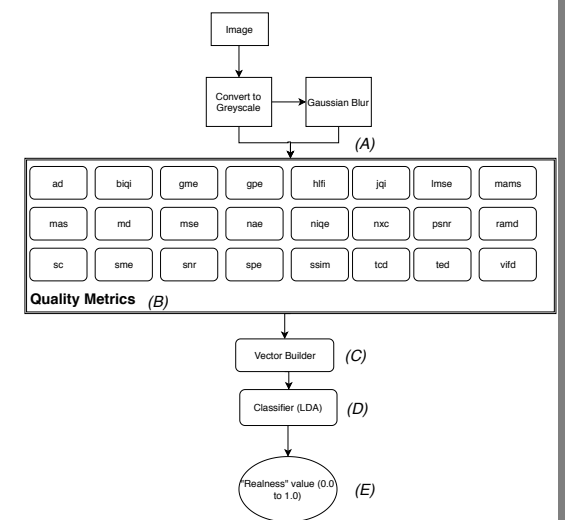 Image
Convert to
Greyscale
Gaussian Blur
(A)
ad
biqi
gme
gpe
hlfi
jqi
lmse
mams
mas
md
mse
nae
niqe
nxc
psnr
ramd
sc
sme
snr
spe
ssim
tcd
ted
vifd
Quality Metrics (B)
Vector Builder
(C)
Classifier (LDA)
(D)
"Realness" value (0.0
to 1.0)
(E)